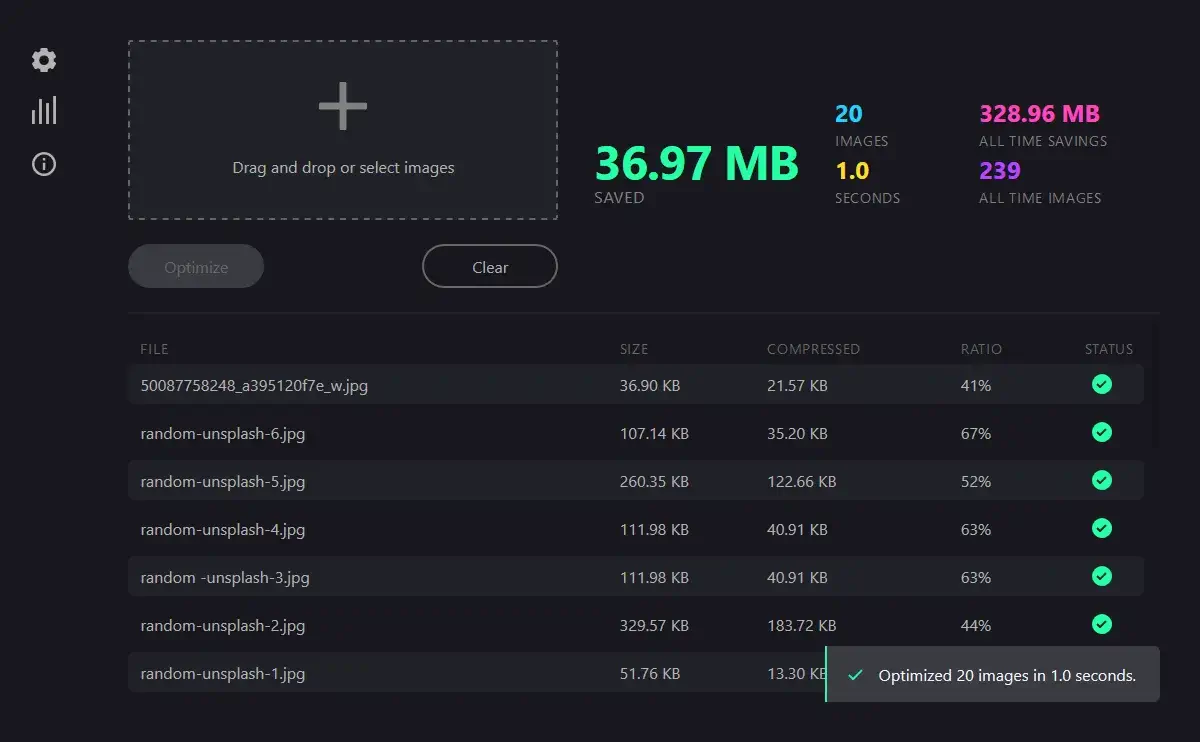 Drag and drop or select images
Optimize
Clear
36.97 MB
SAVED
20
IMAGES
1.0
SECONDS
328.96 MB
ALL TIME SAVINGS
239
ALL TIME IMAGES
FILE SIZE COMPRESSED RATIO STATUS
50087758248_a395120f7e_w.jpg 36.90 KB 21.57 KB 41%
random-unsplash-6.jpg 107.14 KB 35.20 KB 67%
random-unsplash-5.jpg 260.35 KB 122.66 KB 52%
random-unsplash-4.jpg 111.98 KB 40.91 KB 63%
random -unsplash-3.jpg 111.98 KB 40.91 KB 63%
random-unsplash-2.jpg 329.57 KB 183.72 KB 44%
random-unsplash-1.jpg 51.76 KB 13.30 KB
Optimized 20 images in 1.0 seconds.